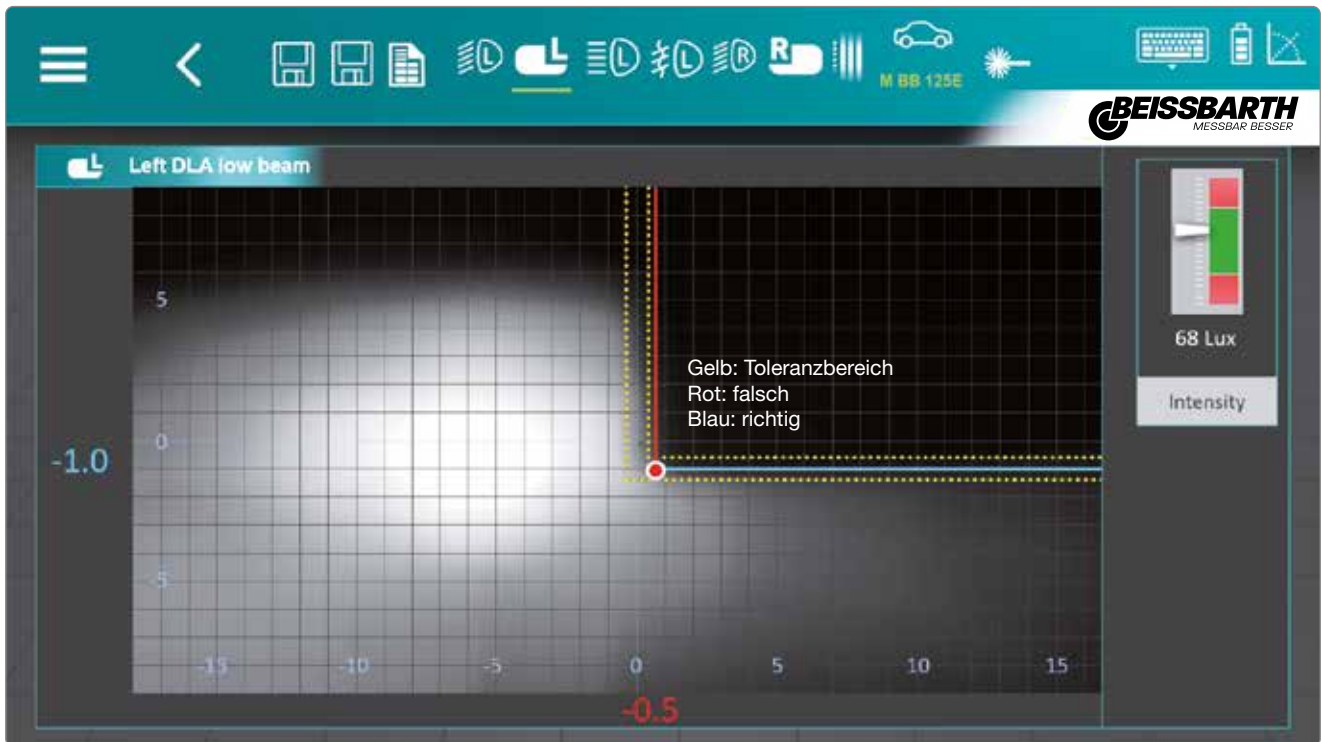 L L L L R R
M BB 125E
BEISSBARTH
MESSBAR BESSER
L Left DLA low beam
5
0
-5
-1.0
-15 -10 -5 0 5 10 15
-0.5
Gelb: Toleranzbereich
Rot: falsch
Blau: richtig
68 Lux
Intensity